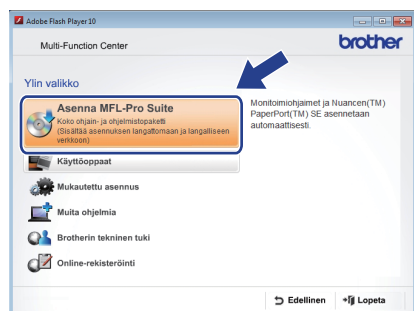 Adobe Flash Player 10
Multi-Function Center
brother
Ylin valikko
Asenna MFL-Pro Suite
Koko ohjain- ja ohjelmistopaketti
(Sisältää asennuksen langattomaan ja langalliseen
verkkoon)
Monitoimiohjaimet ja Nuancen(TM)
PaperPort(TM) SE asennetaan
automaattisesti.
Käyttöoppaat
Mukautettu asennus
Muita ohjelmia
Brotherin tekninen tuki
Online-rekisteröinti
Edellinen
Lopeta